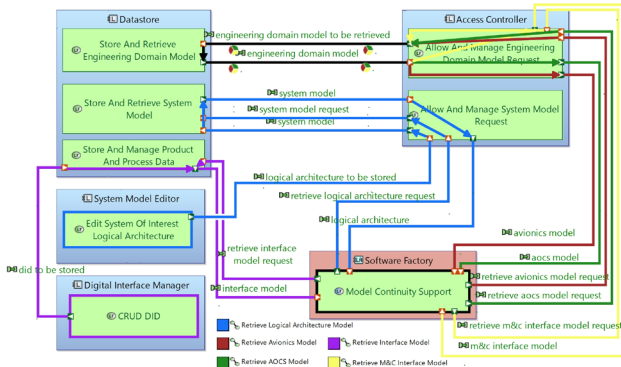 Datastore
Access Controller
engineering domain model to be retrieved
Store And Retrieve
Engineering Domain Model
engineering domain model
Allow And Manage Engineering
Domain Model Request
system model
Store And Retrieve System
Model
system model request
system model
Allow And Manage System Model
Request
Store And Manage Product
And Process Data
logical architecture to be stored
System Model Editor
retrieve logical architecture request
Edit System Of Interest
Logical Architecture
logical architecture
avionics model
retrieve interface
model request
Software Factory
aocs model
did to be stored
retrieve avionics model request
Digital Interface Manager
interface model
Model Continuity Support
retrieve aocs model request
CRUD DID
Retrieve Logical Architecture Model
retrieve m&c interface model request
Retrieve Avionics Model
Retrieve Interface Model
m&c interface model
Retrieve AOCS Model
Retrieve M&C Interface Model